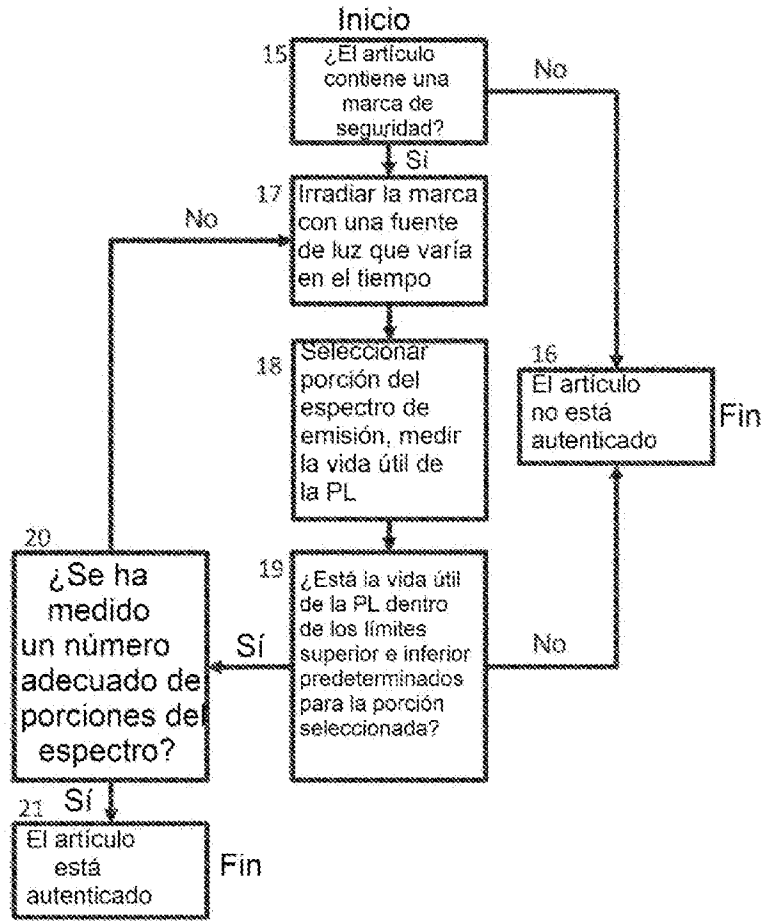 Inicio
15
¿El artículo
contiene una
marca de
seguridad?
No
Sí
17
Irradiar la marca
con una fuente
de luz que varía
en el tiempo
No
18
Seleccionar
porción del
espectro de
emisión, medir
la vida útil de
la PL
16
El artículo
no está
autenticado
Fin
19
¿Está la vida útil
de la PL dentro
de los límites
superior e inferior
predeterminados
para la porción
seleccionada?
No
Sí
20
¿Se ha
medido
un número
adecuado de
porciones del
espectro?
Sí
21
El artículo
está
autenticado
Fin